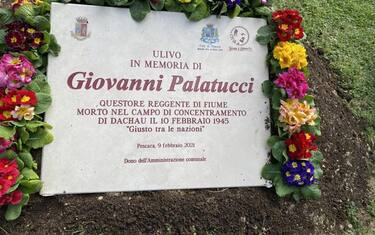 ULIVO
IN MEMORIA DI
Giovanni Palatucci
QUESTORE REGGENTE DI FIUME
MORTO NEL CAMPO DI CONCENTRAMENTO
DI DACHAU IL 10 FEBBRAIO 1945
"Giusto tra le nazioni"
Pescara, 9 febbraio 2021
Dono dell'Amministrazione comunale